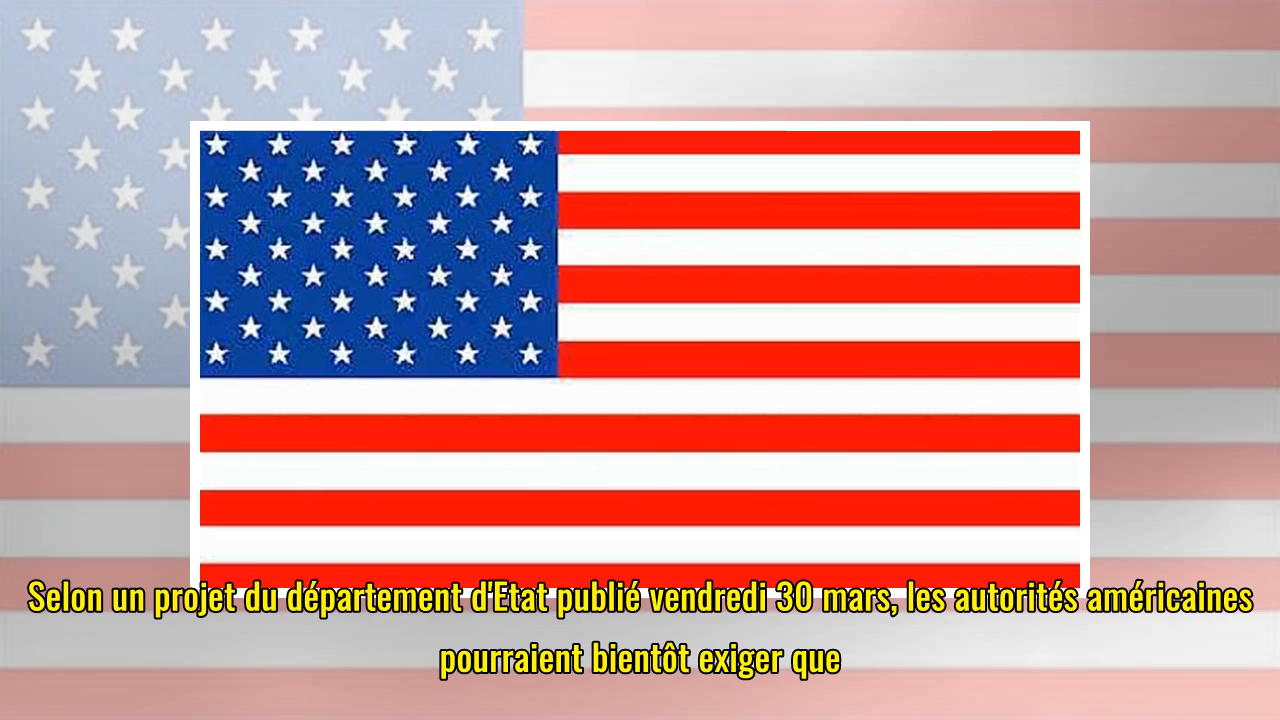 Selon un projet du département d'Etat publié vendredi 30 mars, les autorités américaines
pourraient bientôt exiger que